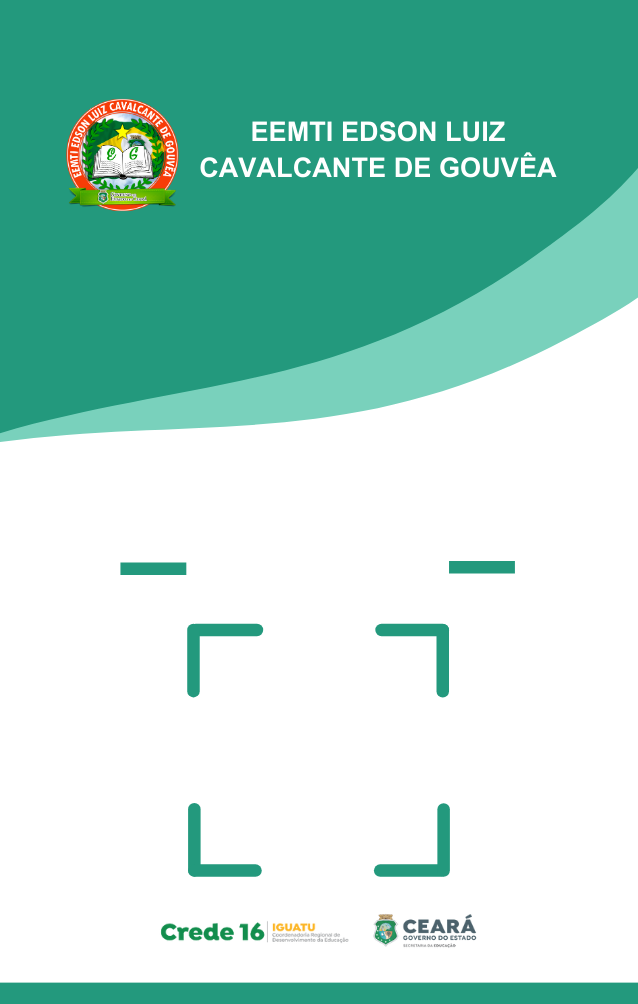 EEMTI EDSON LUIZ CAVALCANTE DE GOUVÊA
E G
EEMTI EDSON LUIZ
CAVALCANTE DE GOUVÊA
Crede 16
IGUATU
Coordenadoria Regional de
Desenvolvimento da Educação
CEARÁ
GOVERNO DO ESTADO
SECRETARIA DA EDUCAÇÃO